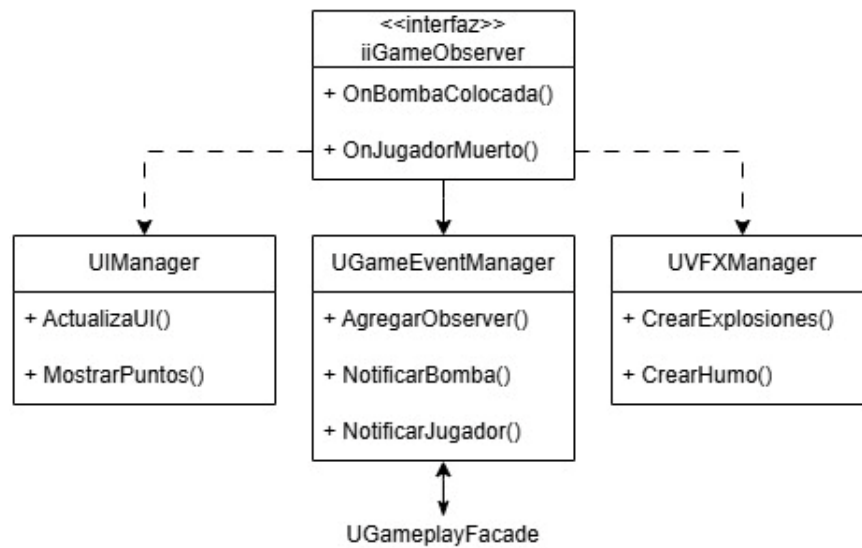 <<interfaz>>
iiGameObserver
+ OnBombaColocada()
+ OnJugadorMuerto()
UIManager
+ ActualizaUI()
+ MostrarPuntos()
UGameEventManager
+ AgregarObserver()
+ NotificarBomba()
+ NotificarJugador()
UVFXManager
+ CrearExplosiones()
+ CrearHumo()
UGameplayFacade